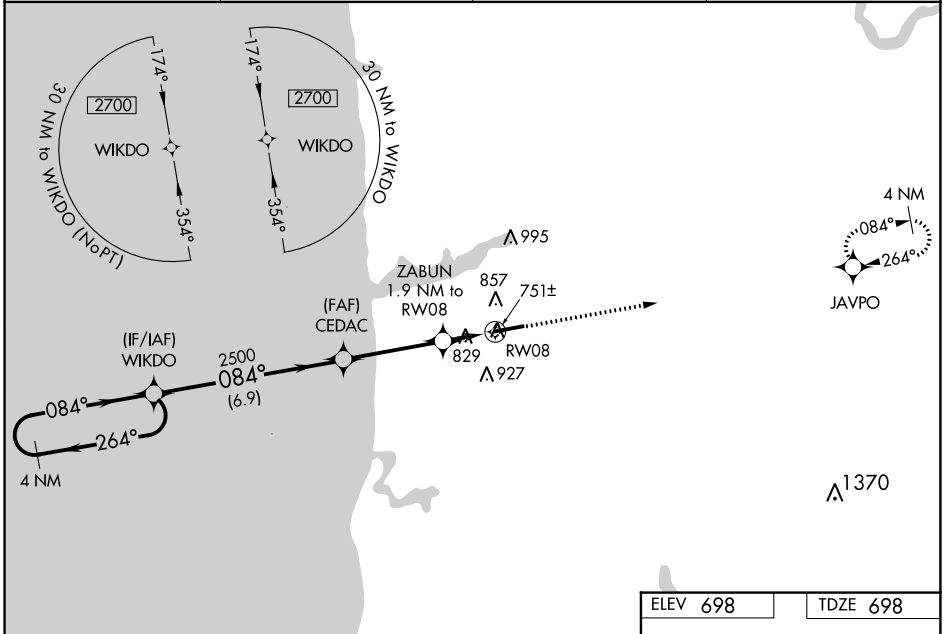 174°
2700
WIKDO
354°
30 NM to WIKDO (NoPT)
174°
2700
WIKDO
354°
30 NM to WIKDO
4 NM
084°
264°
JAVPO
995
857
751±
ZABUN
1.9 NM to
RW08
829
RW08
927
(FAF)
CEDAC
(IF/IAF)
WIKDO
2500
084°
(6.9)
084°
264°
4 NM
1370
ELEV 698
TDZE 698